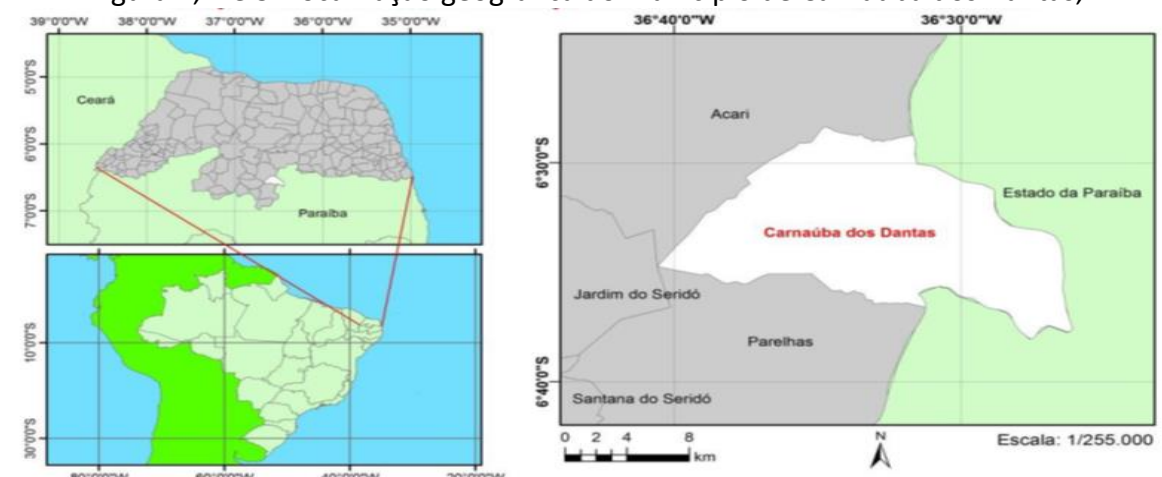 39°0'0"W 38°0'0"W 37°0'0"W 36°0'0"W 35°0'0"W
5°0'0"S
6°0'0"S
7°0'0"S
Ceará
Paraíba
10°0'0"S
30°0'0"S
36°40'0"W 36°30'0"W
6°30'0"S
6°40'0"S
Acari
Estado da Paraíba
Carnaúba dos Dantas
Jardim do Seridó
Parelhas
Santana do Seridó
0 2 4 8
km
N
Escala: 1/255.000